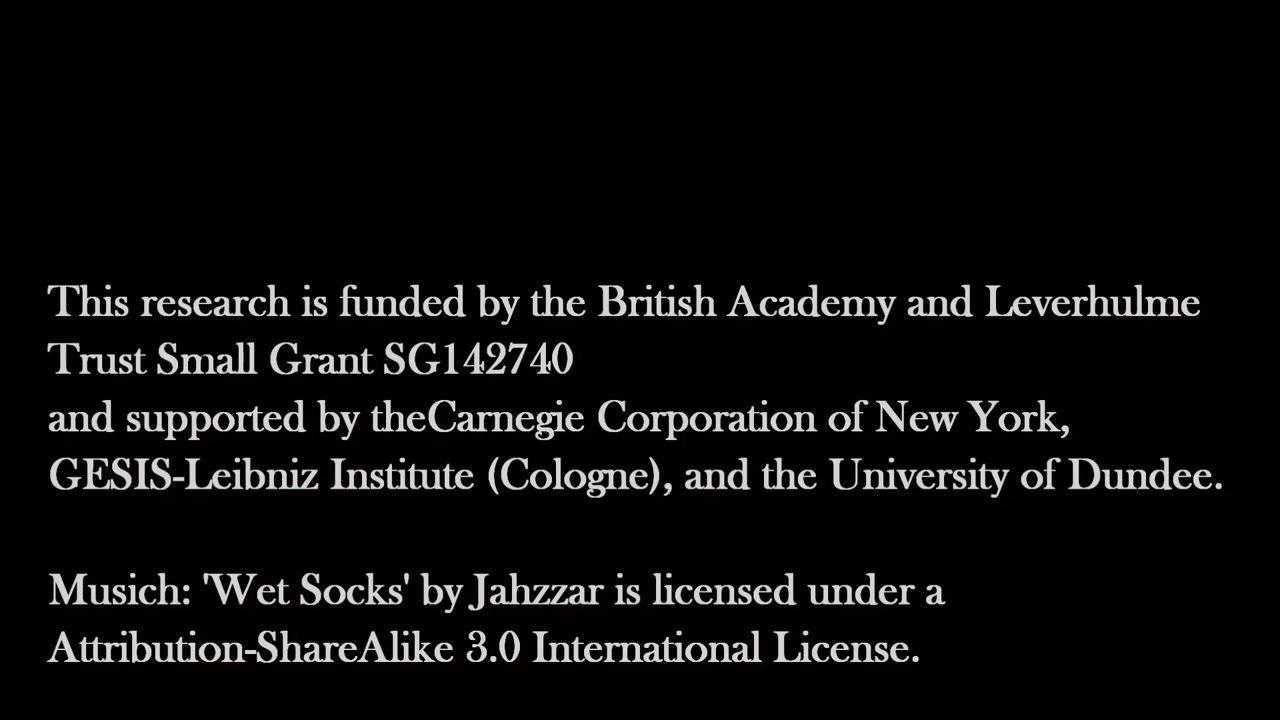 This research is funded by the British Academy and Leverhulme
Trust Small Grant SG142740
and supported by theCarnegie Corporation of New York,
GESIS-Leibniz Institute (Cologne), and the University of Dundee.
Musich: 'Wet Socks' by Jahzzar is licensed under a
Attribution-ShareAlike 3.0 International License.